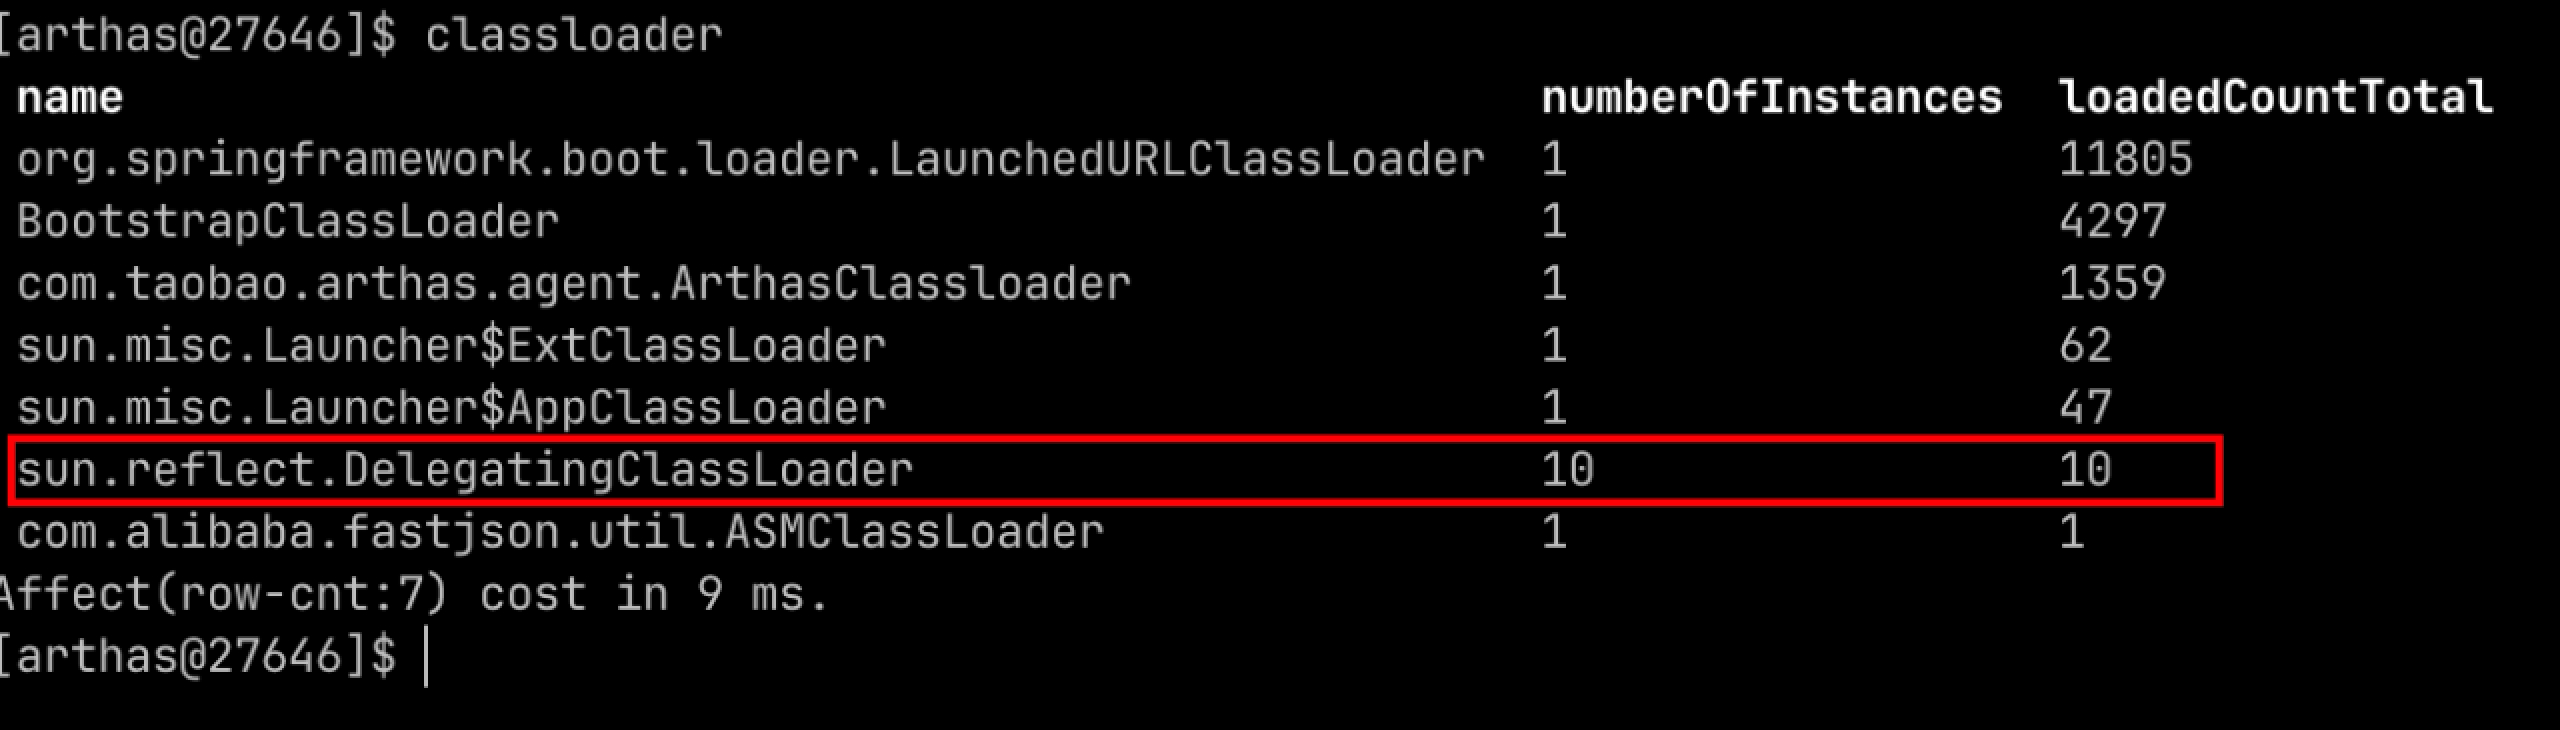 [arthas@27646]$ classloader
name numberOfInstances loadedCountTotal
org.springframework.boot.loader.LaunchedURLClassLoader 1 11805
BootstrapClassLoader 1 4297
com.taobao.arthas.agent.ArthasClassloader 1 1359
sun.misc.Launcher$ExtClassLoader 1 62
sun.misc.Launcher$AppClassLoader 1 47
sun.reflect.DelegatingClassLoader 10 10
com.alibaba.fastjson.util.ASMClassLoader 1 1
Affect(row-cnt:7) cost in 9 ms.
[arthas@27646]$